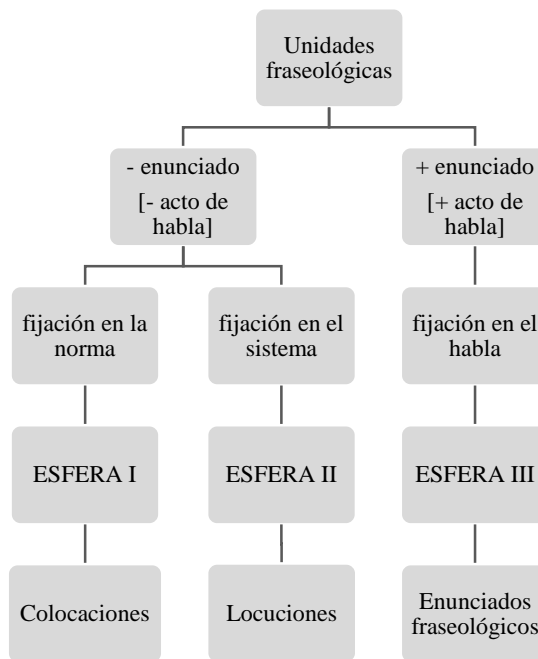 Unidades
fraseológicas
- enunciado
[- acto de
habla]
+ enunciado
[+ acto de
habla]
fijación en la
norma
fijación en el
sistema
fijación en el
habla
ESFERA I
ESFERA II
ESFERA III
Colocaciones
Locuciones
Enunciados
fraseológicos